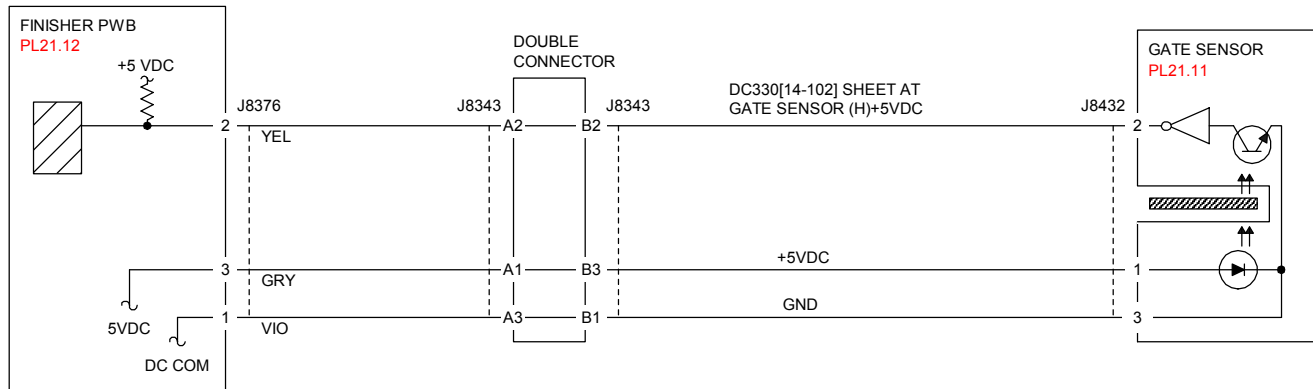 FINISHER PWB
PL21.12
+5 VDC
J8376
2
YEL
3
GRY
1
VIO
5VDC
DC COM
DOUBLE
CONNECTOR
J8343
A2
B2
J8343
A1
B3
A3
B1
DC330[14-102] SHEET AT
GATE SENSOR (H)+5VDC
+5VDC
GND
J8432
GATE SENSOR
PL21.11
2
1
3